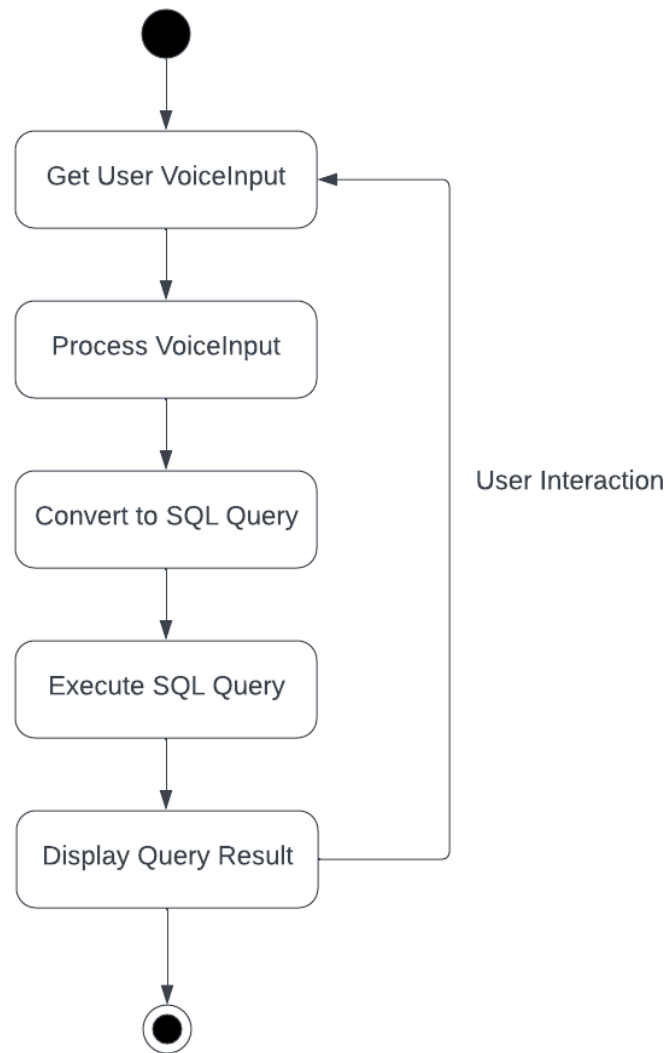 Get User VoiceInput
Process VoiceInput
Convert to SQL Query
User Interaction
Execute SQL Query
Display Query Result